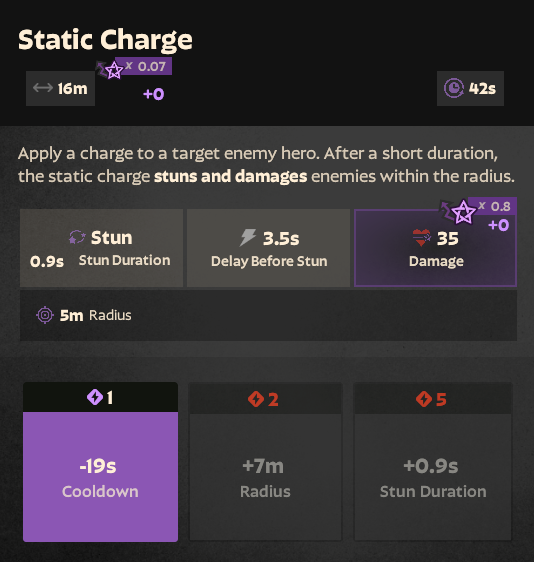 Static Charge
16m
x 0.07
+0
42s
Apply a charge to a target enemy hero. After a short duration,
the static charge stuns and damages enemies within the radius.
Stun
0.9s Stun Duration
3.5s
Delay Before Stun
x 0.8
+0
35
Damage
5m Radius
1
-19s
Cooldown
2
+7m
Radius
5
+0.9s
Stun Duration